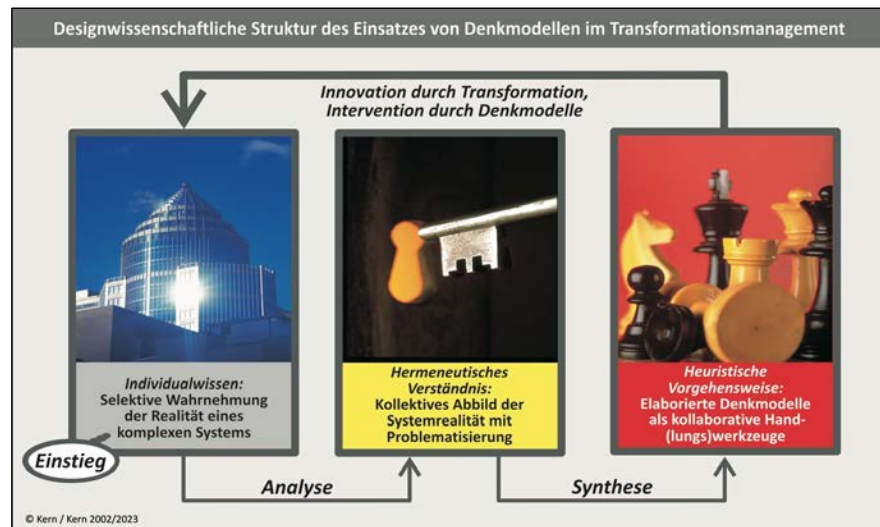 Designwissenschaftliche Struktur des Einsatzes von Denkmodellen im Transformationsmanagement
Innovation durch Transformation,
Intervention durch Denkmodelle
Individualwissen:
Selektive Wahrnehmung
der Realität eines
komplexen Systems
Einstieg
Hermeneutisches
Verständnis:
Kollektives Abbild der
Systemrealität mit
Problematisierung
Heuristische
Vorgehensweise:
Elaborierte Denkmodelle
als kollaborative Hand-
(lungs)werkzeuge
Analyse
Synthese
© Kern / Kern 2002/2023